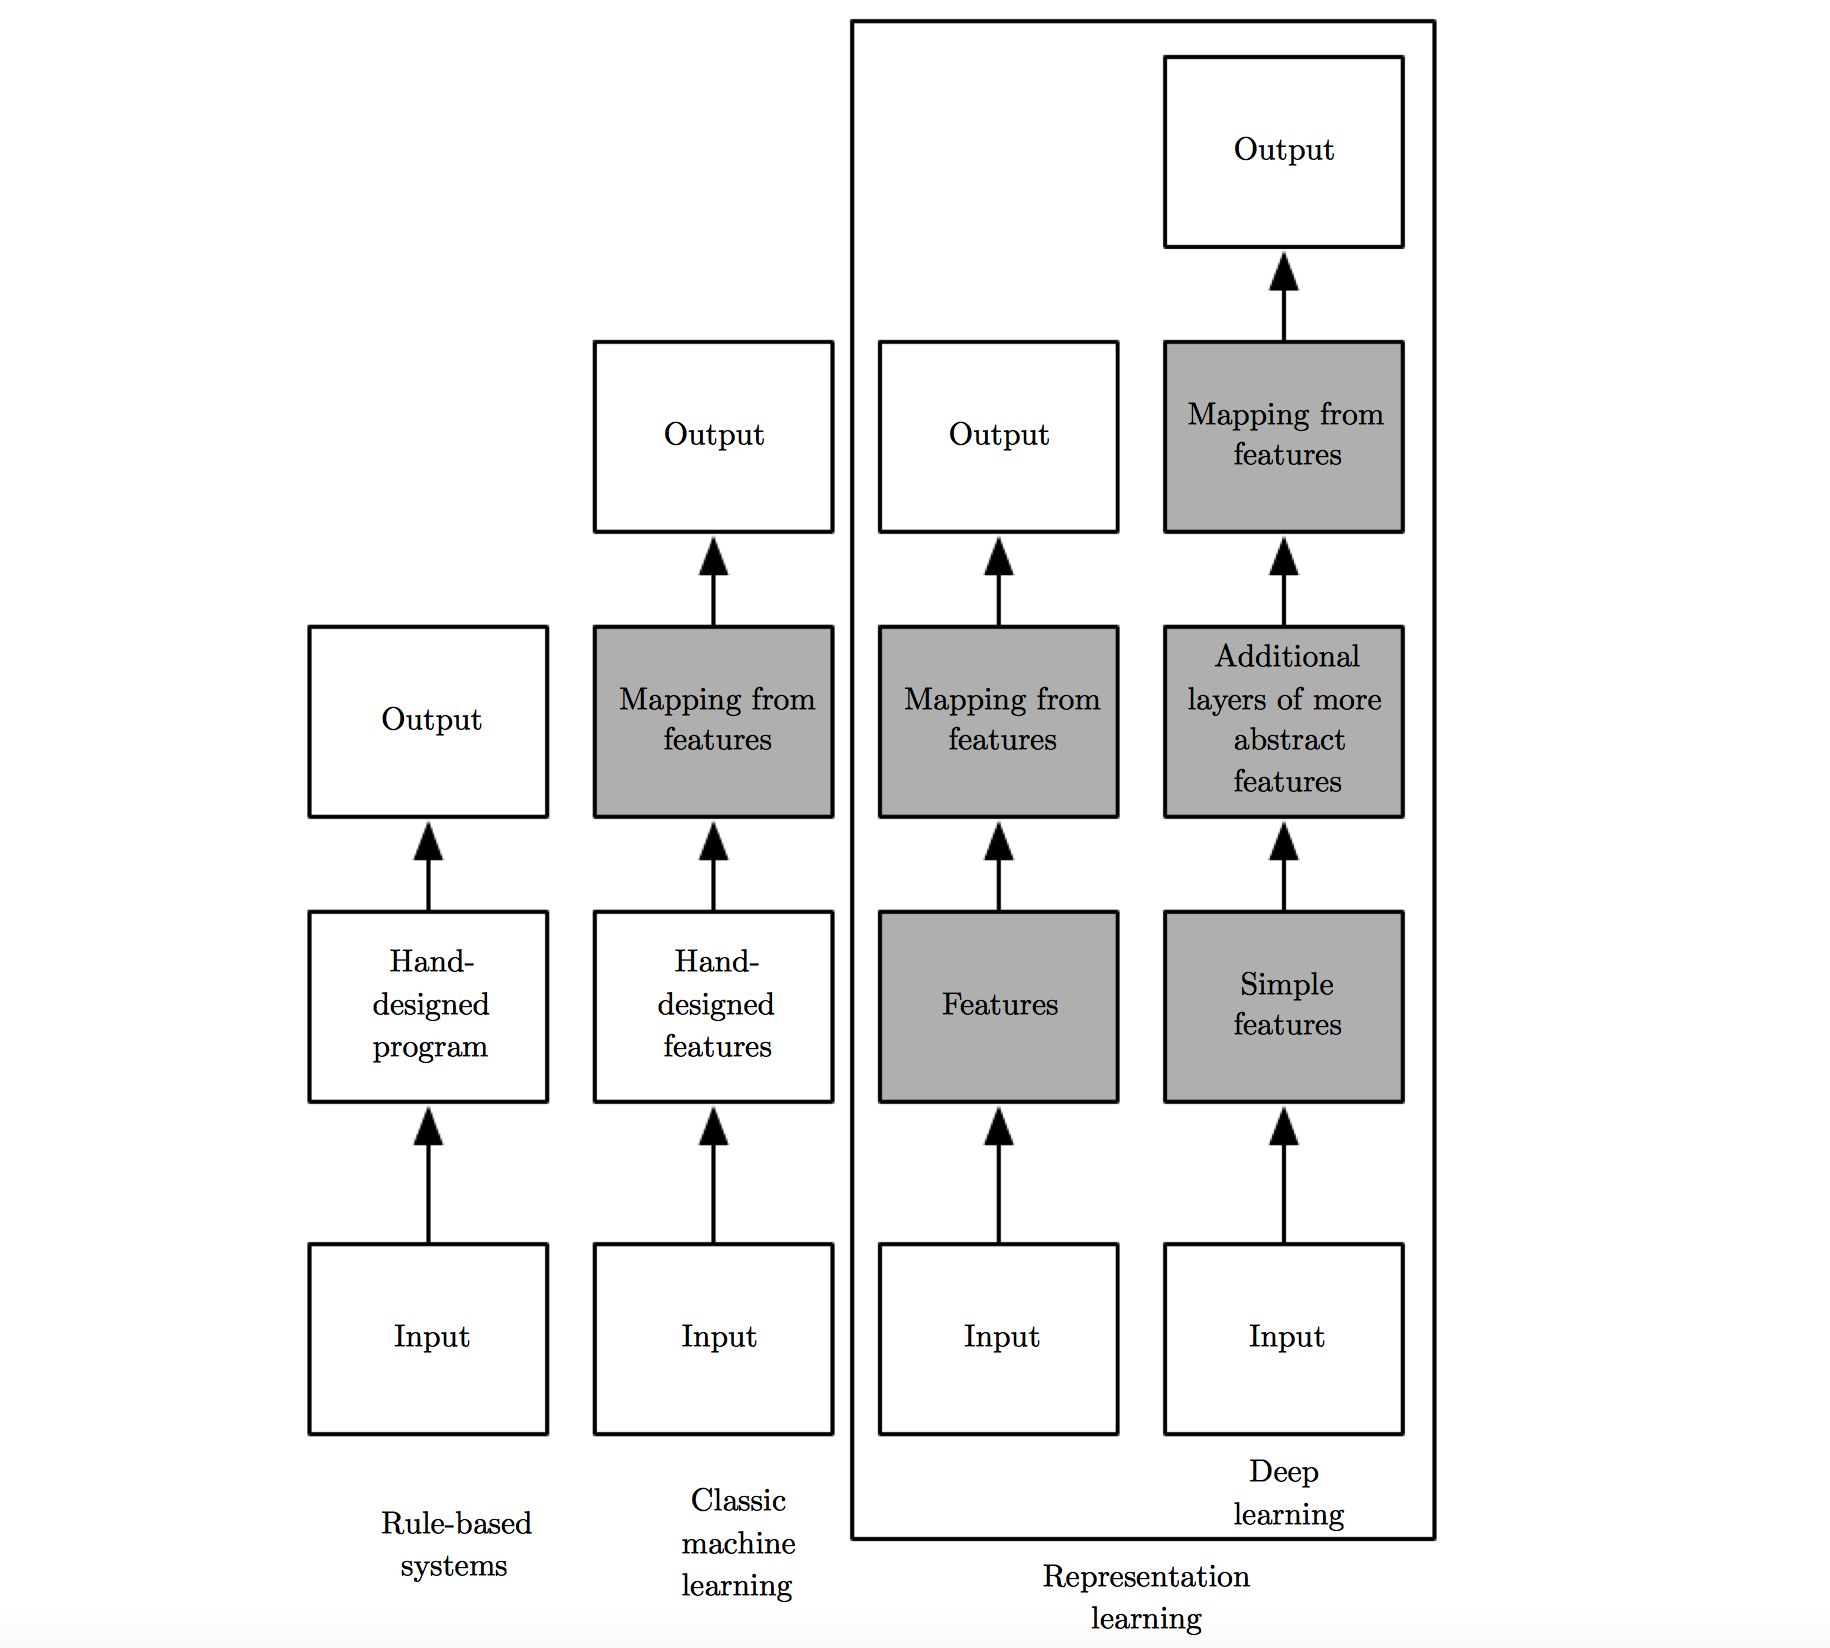 Output
Output
Output
Mapping from
features
Output
Mapping from
features
Mapping from
features
Additional
layers of more
abstract
features
Hand-
designed
program
Hand-
designed
features
Features
Simple
features
Input
Input
Input
Input
Rule-based
systems
Classic
machine
learning
Deep
learning
Representation
learning